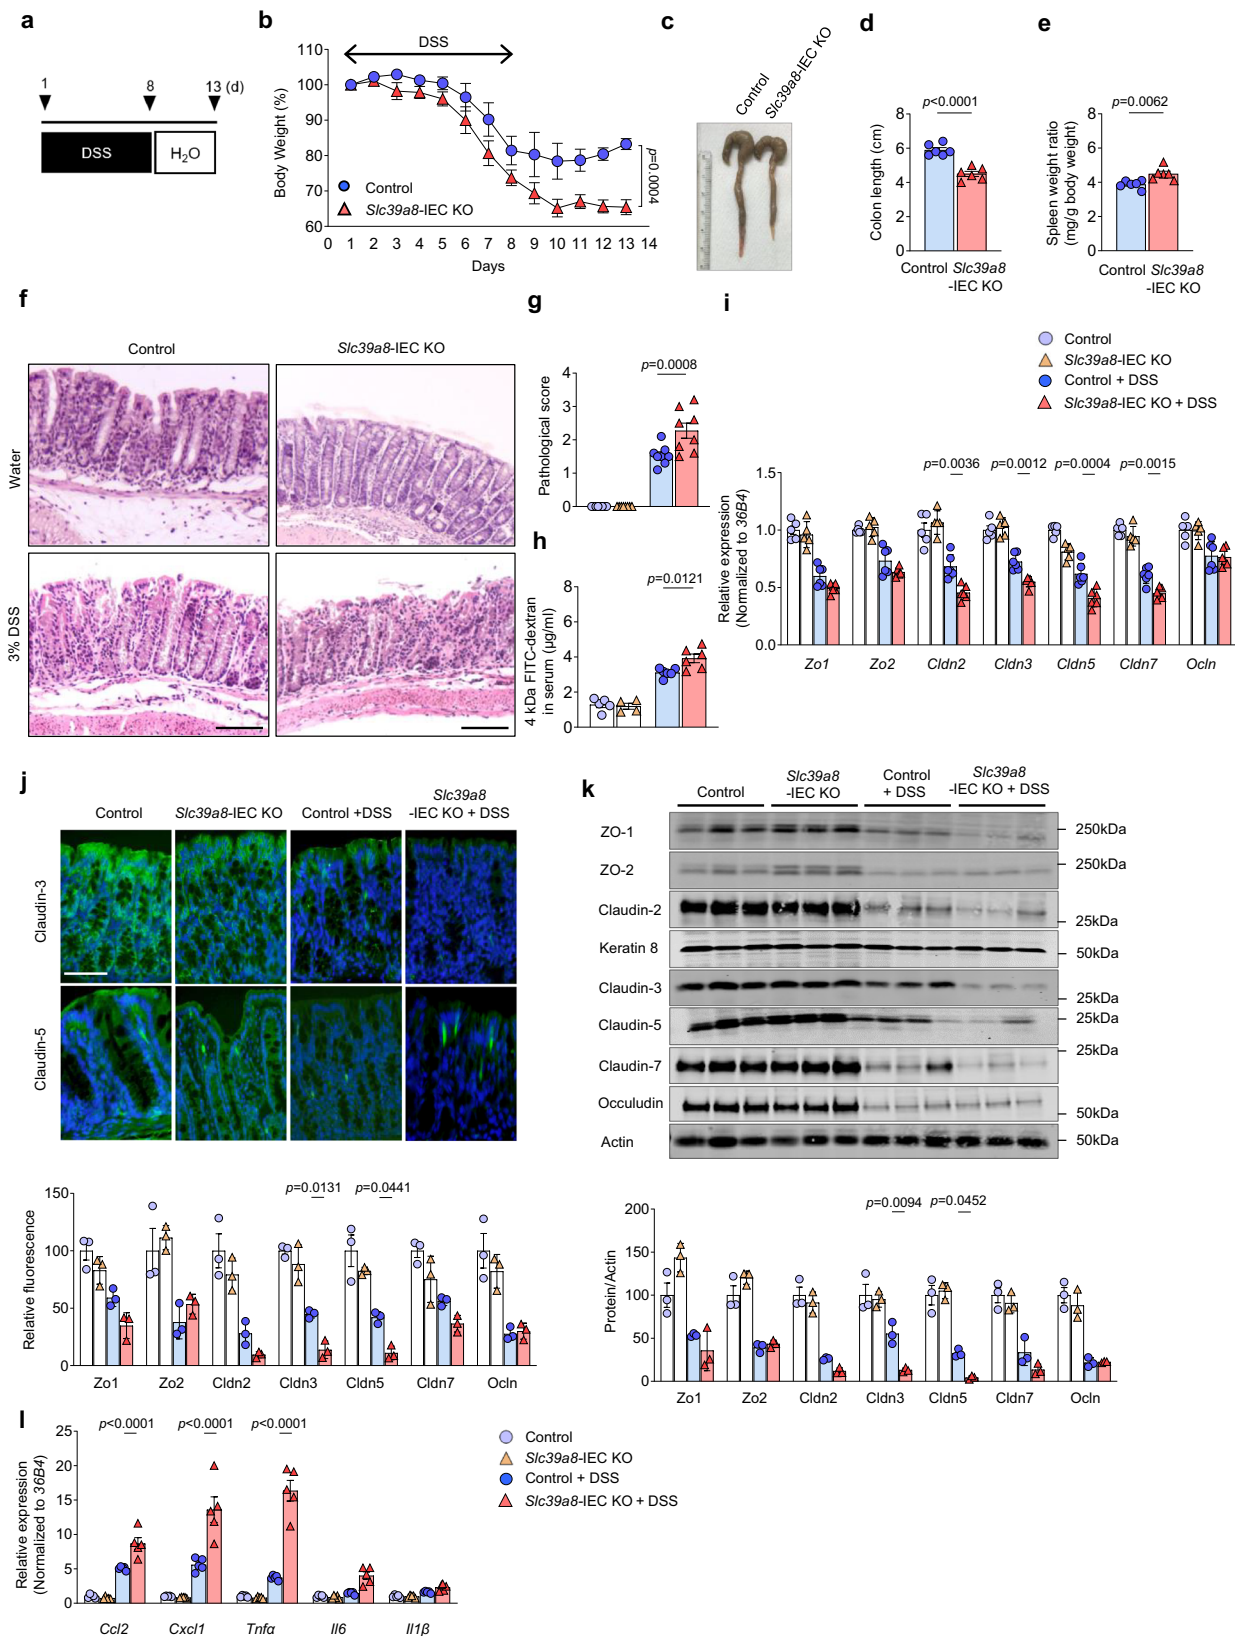 a
1
8
13 (d)
DSS
H₂O
b
DSS
110
100
90
80
70
60
Body Weight (%)
Control
Slc39a8-IEC KO
p=0.0004
0 1 2 3 4 5 6 7 8 9 10 11 12 13 14
Days
c
Control
Slc39a8-IEC KO
d
p<0.0001
8
6
4
2
0
Colon length (cm)
Control Slc39a8
-IEC KO
e
p=0.0062
8
6
4
2
0
Spleen weight ratio
(mg/g body weight)
Control Slc39a8
-IEC KO
f
Control
Slc39a8-IEC KO
Water
3% DSS
g
p=0.0008
4
3
2
1
0
Pathological score
h
p=0.0121
6
4
2
0
4 kDa FITC-dextran
in serum (μg/ml)
i
Control
Slc39a8-IEC KO
Control + DSS
Slc39a8-IEC KO + DSS
p=0.0036 p=0.0012 p=0.0004 p=0.0015
1.5
1.0
0.5
0.0
Relative expression
(Normalized to 36B4)
Zo1 Zo2 Cldn2 Cldn3 Cldn5 Cldn7 Ocln
j
Control
Slc39a8-IEC KO
Control +DSS
Slc39a8
-IEC KO + DSS
Claudin-3
Claudin-5
p=0.0131 p=0.0441
150
100
50
0
Relative fluorescence
Zo1 Zo2 Cldn2 Cldn3 Cldn5 Cldn7 Ocln
k
Control
Slc39a8
-IEC KO
Control
+ DSS
Slc39a8
-IEC KO + DSS
ZO-1
250kDa
ZO-2
250kDa
Claudin-2
25kDa
Keratin 8
50kDa
Claudin-3
25kDa
Claudin-5
25kDa
25kDa
Claudin-7
Occuludin
50kDa
Actin
50kDa
p=0.0094 p=0.0452
200
150
100
50
0
Protein/Actin
Zo1 Zo2 Cldn2 Cldn3 Cldn5 Cldn7 Ocln
l
p<0.0001 p<0.0001 p<0.0001
25
20
15
10
5
0
Relative expression
(Normalized to 36B4)
Ccl2 Cxcl1 Tnfα Il6 Il1β
Control
Slc39a8-IEC KO
Control + DSS
Slc39a8-IEC KO + DSS